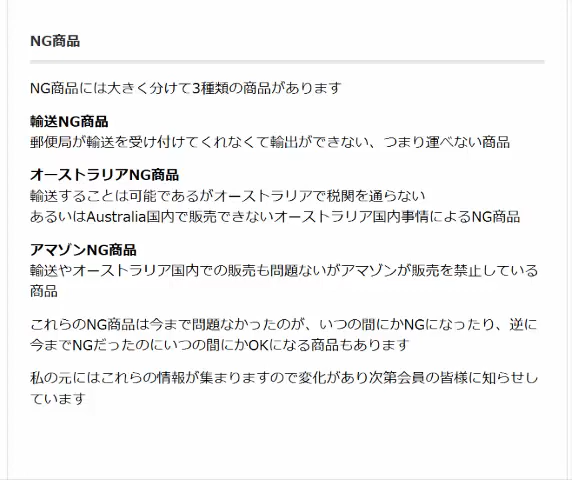 NG商品
NG商品には大きく分けて3種類の商品があります
輸送NG商品
郵便局が輸送を受け付けてくれなくて輸出ができない、つまり運べない商品
オーストラリアNG商品
輸送することは可能であるがオーストラリアで税関を通らない
あるいはAustralia国内で販売できないオーストラリア国内事情によるNG商品
アマゾンNG商品
輸送やオーストラリア国内での販売も問題ないがアマゾンが販売を禁止している
商品
これらのNG商品は今まで問題なかったのが、いつの間にかNGになったり、逆に
今までNGだったのにいつの間にかOKになる商品もあります
私の元にはこれらの情報が集まりますので変化があり次第会員の皆様に知らせし
ています